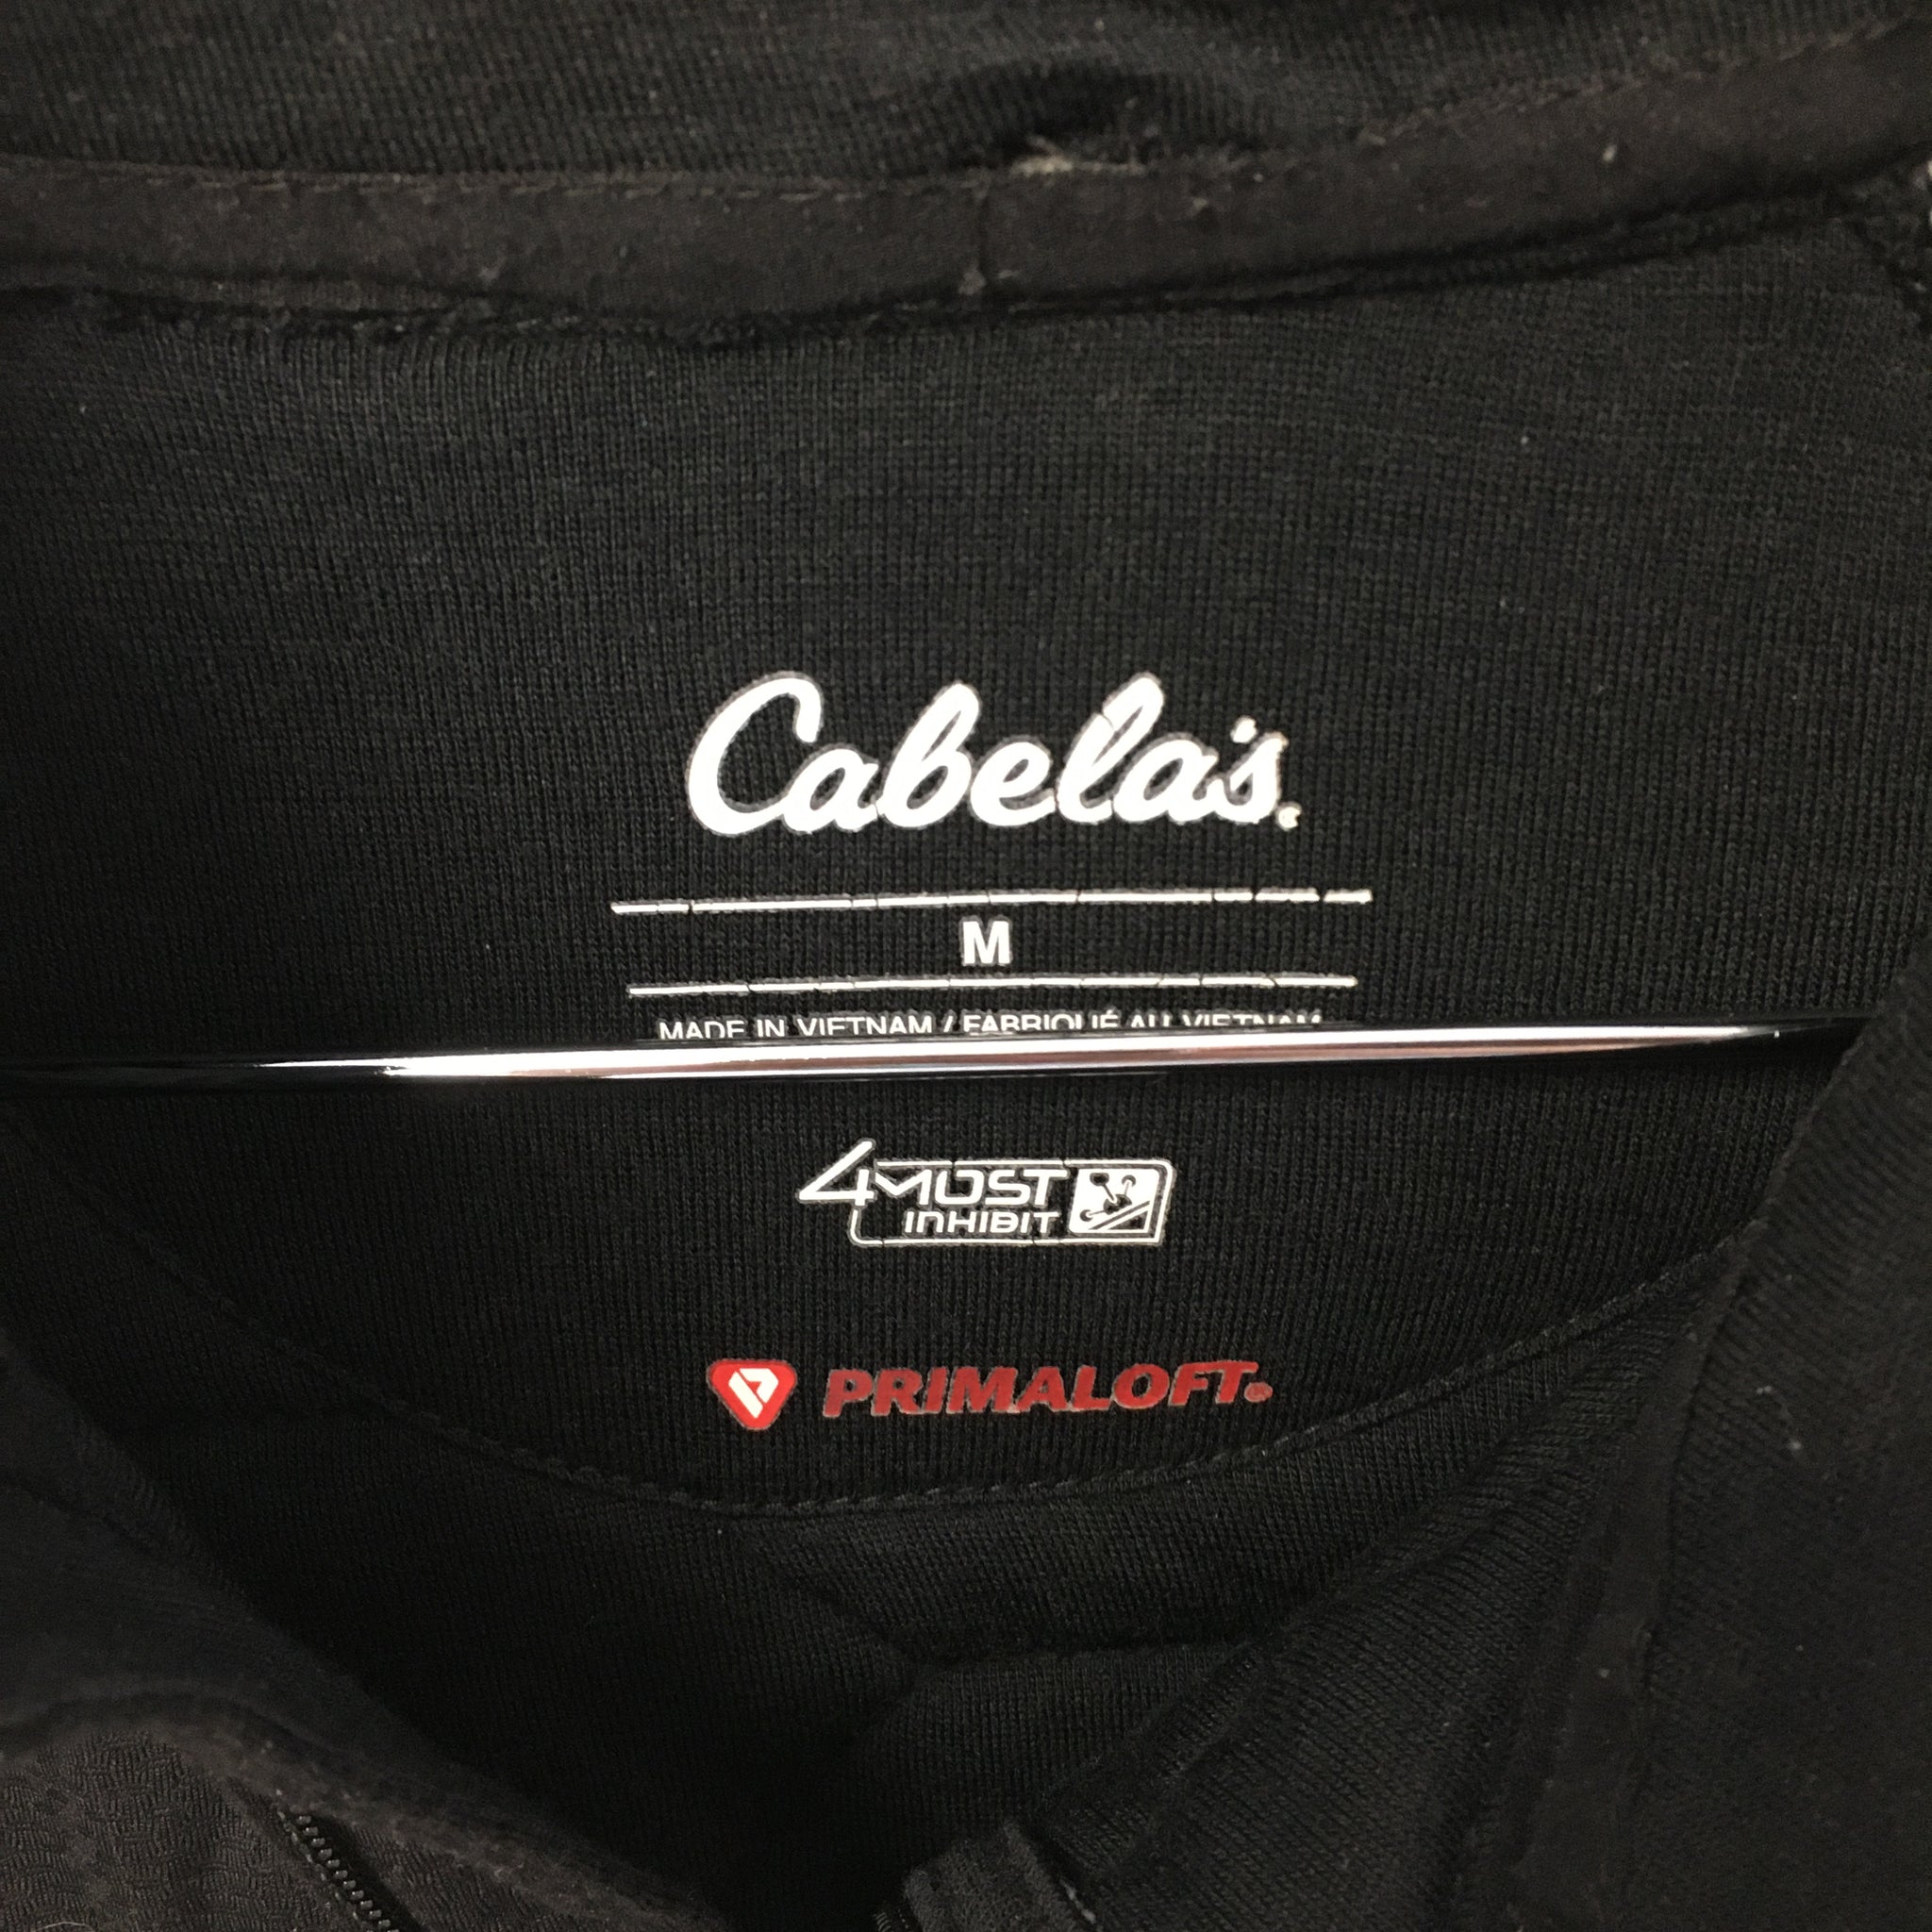 Cabela's
M
MADE IN VIETNAM / FABRIQUÉ AU VIETNAM
4MOST
INHIBIT
PRIMALOFT